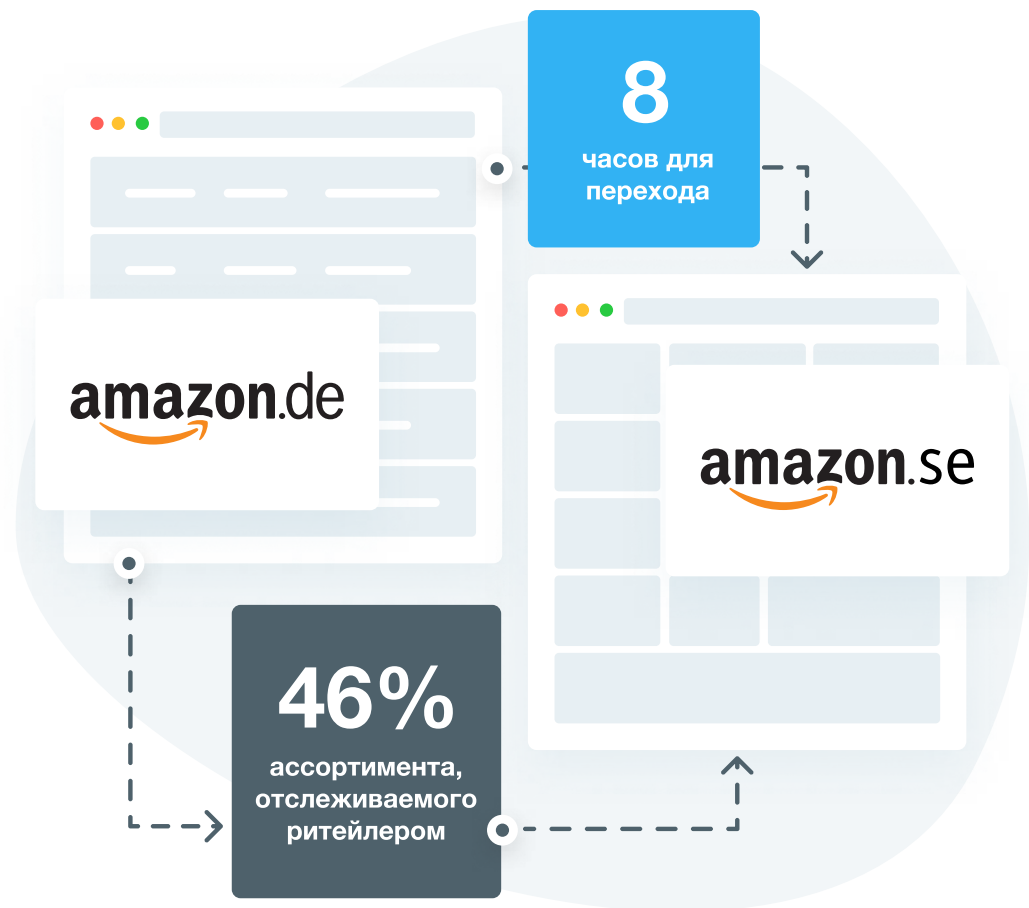 8
часов для
перехода
amazon.de
amazon.se
46%
ассортимента,
отслеживаемого
ритейлером